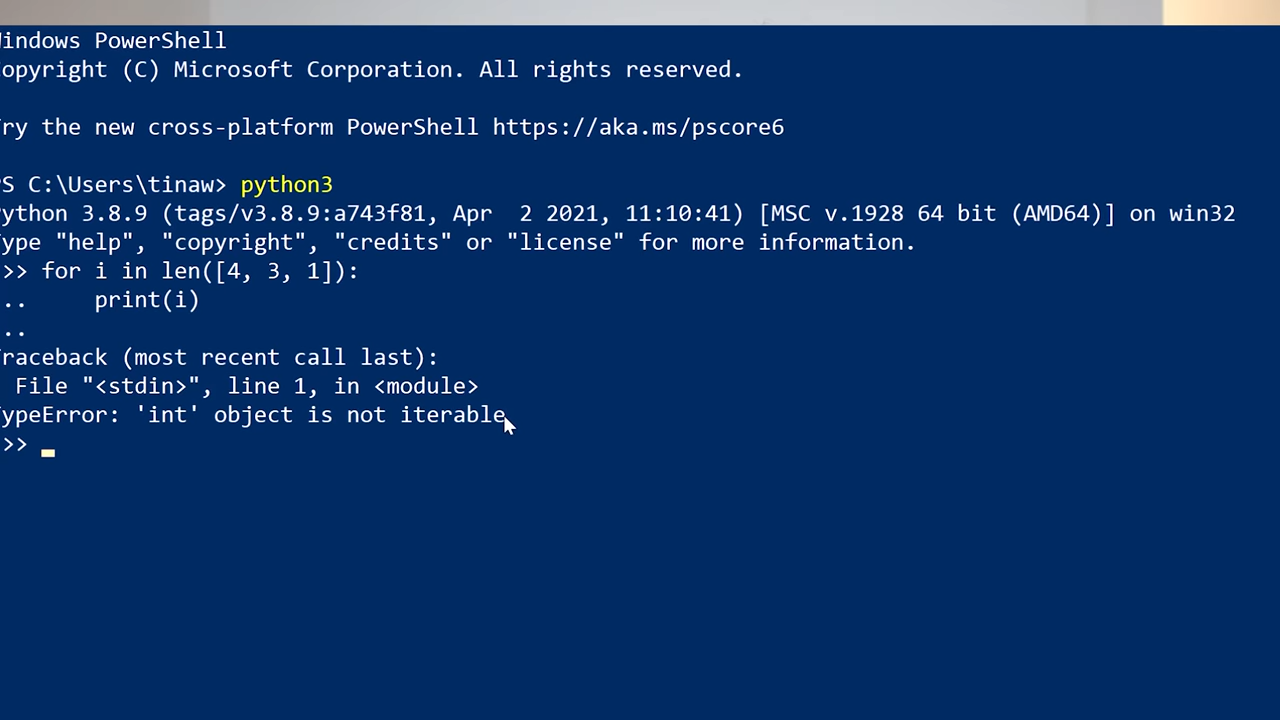 indows PowerShell
opyright (C) Microsoft Corporation. All rights reserved.
ry the new cross-platform PowerShell https://aka.ms/pscore6
S C:\Users\tinaw> python3
ython 3.8.9 (tags/v3.8.9:a743f81, Apr  2 2021, 11:10:41) [MSC v.1928 64 bit (AMD64)] on win32
ype "help", "copyright", "credits" or "license" for more information.
>> for i in len([4, 3, 1]):
..     print(i)
..
raceback (most recent call last):
  File "<stdin>", line 1, in <module>
ypeError: 'int' object is not iterable
>>